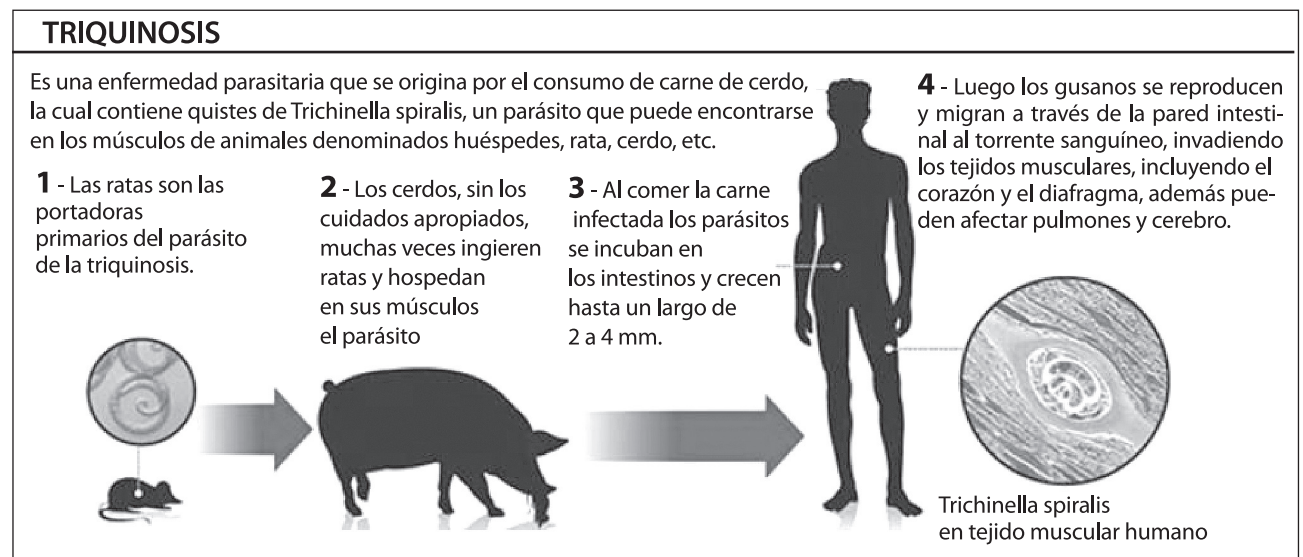 TRIQUINOSIS
Es una enfermedad parasitaria que se origina por el consumo de carne de cerdo,
la cual contiene quistes de Trichinella spiralis, un parásito que puede encontrarse
en los músculos de animales denominados huéspedes, rata, cerdo, etc.
1 - Las ratas son las
portadoras
primarios del parásito
de la triquinosis.
2 - Los cerdos, sin los
cuidados apropiados,
muchas veces ingieren
ratas y hospedan
en sus músculos
el parásito
3 - Al comer la carne
infectada los parásitos
se incuban en
los intestinos y crecen
hasta un largo de
2 a 4 mm.
4 - Luego los gusanos se reproducen
y migran a través de la pared intesti-
nal al torrente sanguíneo, invadiendo
los tejidos musculares, incluyendo el
corazón y el diafragma, además pue-
den afectar pulmones y cerebro.
Trichinella spiralis
en tejido muscular humano